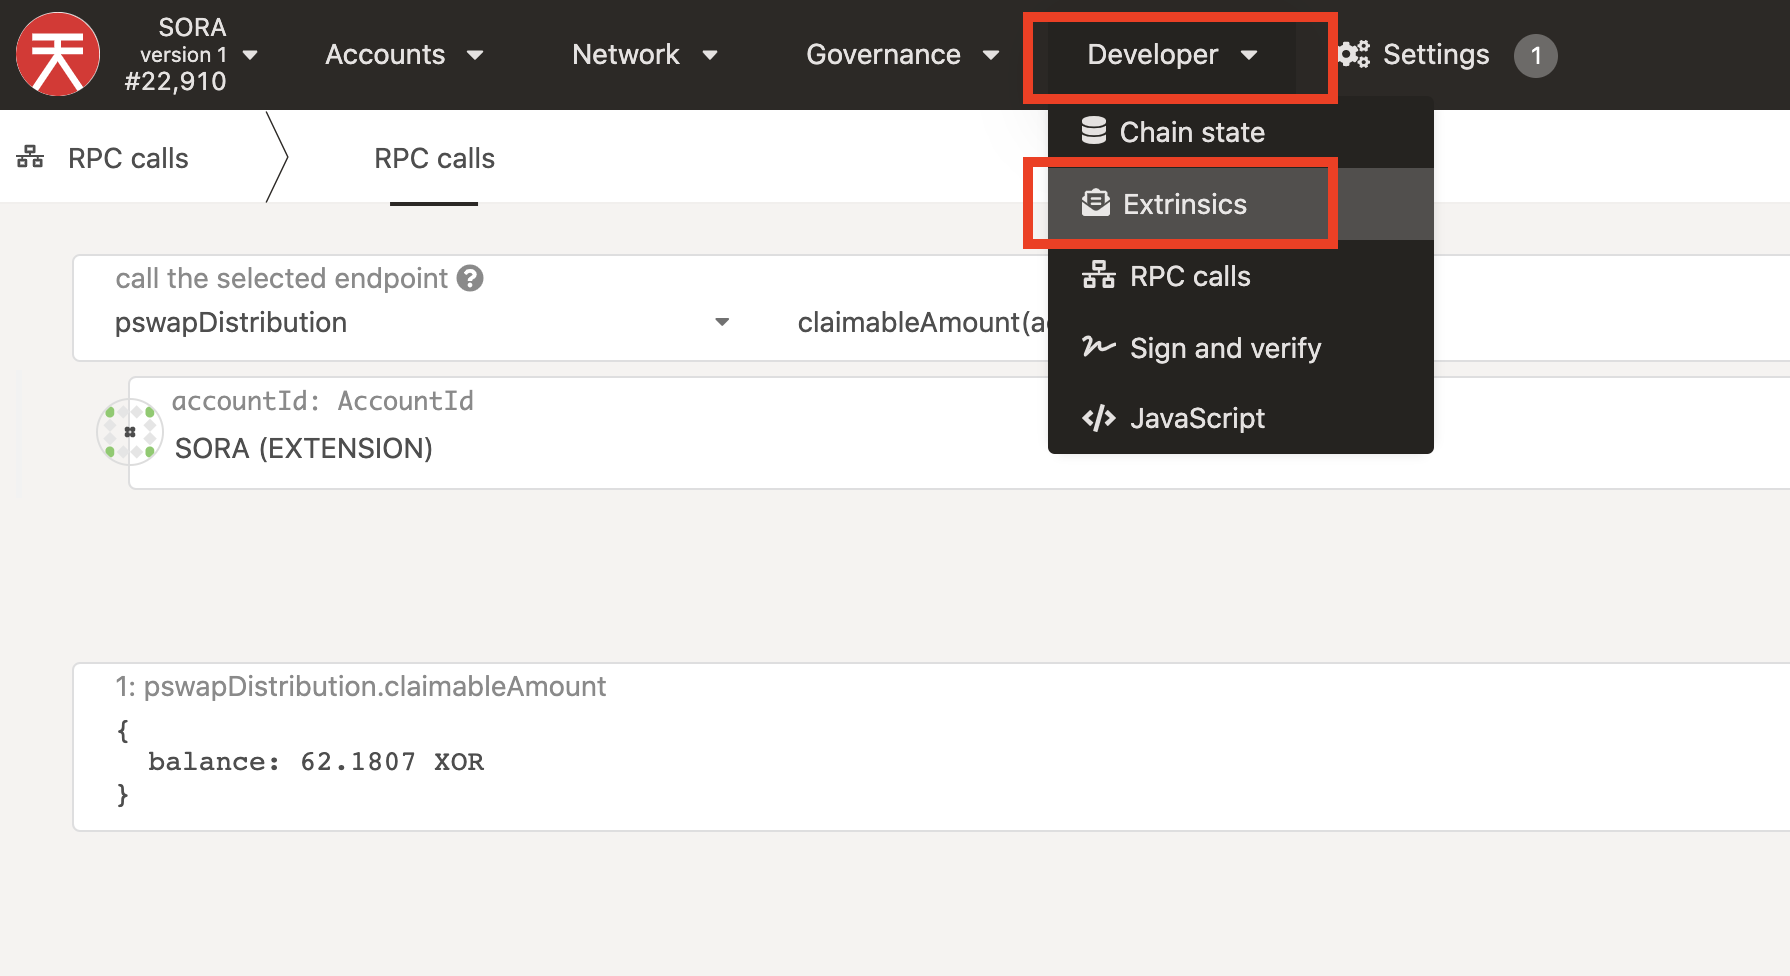 天
SORA
version 1
#22,910
Accounts
Network
Governance
Developer
Settings
1
RPC calls
RPC calls
Chain state
Extrinsics
RPC calls
Sign and verify
JavaScript
call the selected endpoint ?
pswapDistribution
claimableAmount(a
accountId: AccountId
SORA (EXTENSION)
1: pswapDistribution.claimableAmount
{
balance: 62.1807 XOR
}